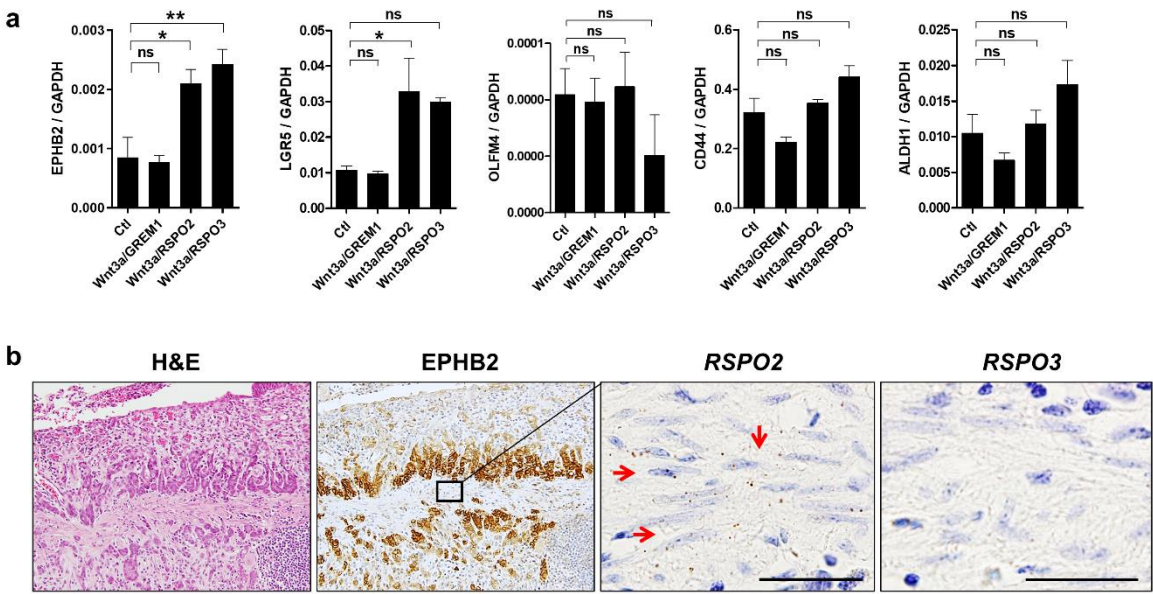 a
EPHB2 / GAPDH
0.003
0.002
0.001
0.000
**
*
ns
Ctl
Wnt3a/GREM1
Wnt3a/RSPO2
Wnt3a/RSPO3
LGR5 / GAPDH
0.05
0.04
0.03
0.02
0.01
0.00
ns
*
ns
Ctl
Wnt3a/GREM1
Wnt3a/RSPO2
Wnt3a/RSPO3
OLFM4 / GAPDH
0.0001
0.0000
0.0000
0.0000
ns
ns
ns
Ctl
Wnt3a/GREM1
Wnt3a/RSPO2
Wnt3a/RSPO3
CD44 / GAPDH
0.6
0.4
0.2
0.0
ns
ns
ns
Ctl
Wnt3a/GREM1
Wnt3a/RSPO2
Wnt3a/RSPO3
ALDH1 / GAPDH
0.025
0.020
0.015
0.010
0.005
0.000
ns
ns
ns
Ctl
Wnt3a/GREM1
Wnt3a/RSPO2
Wnt3a/RSPO3
b
H&E
EPHB2
RSPO2
RSPO3